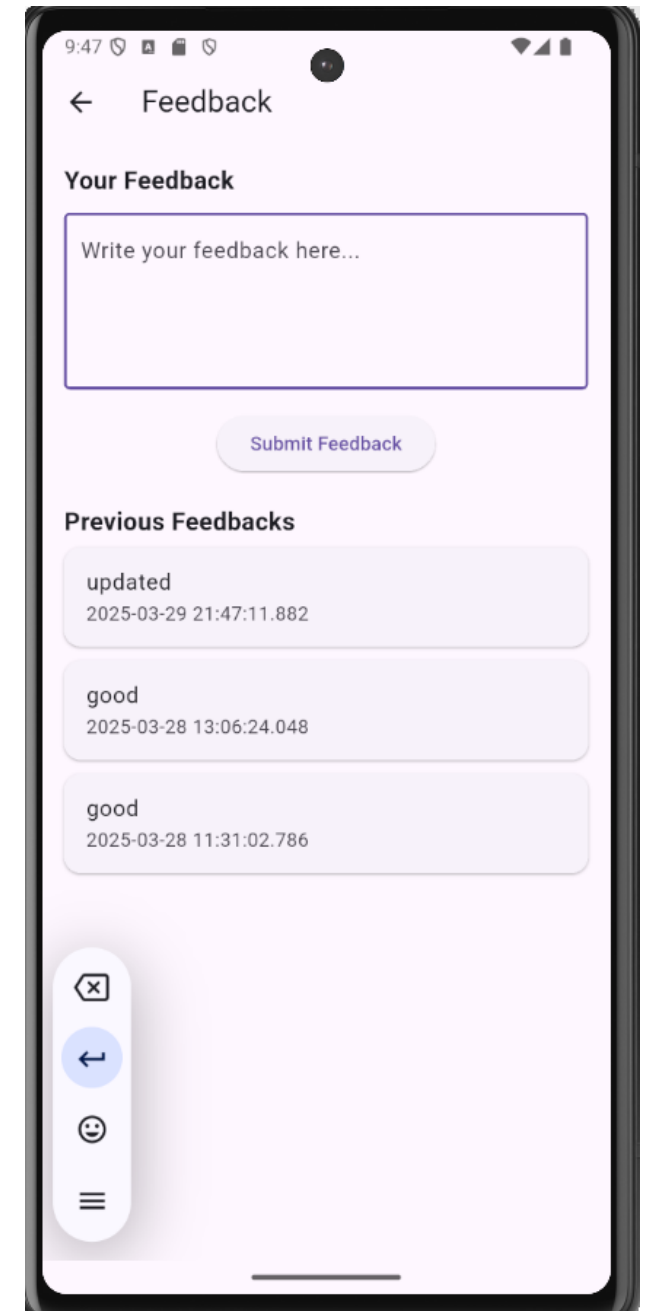 9:47
Feedback
Your Feedback
Write your feedback here...
Submit Feedback
Previous Feedbacks
updated
2025-03-29 21:47:11.882
good
2025-03-28 13:06:24.048
good
2025-03-28 11:31:02.786